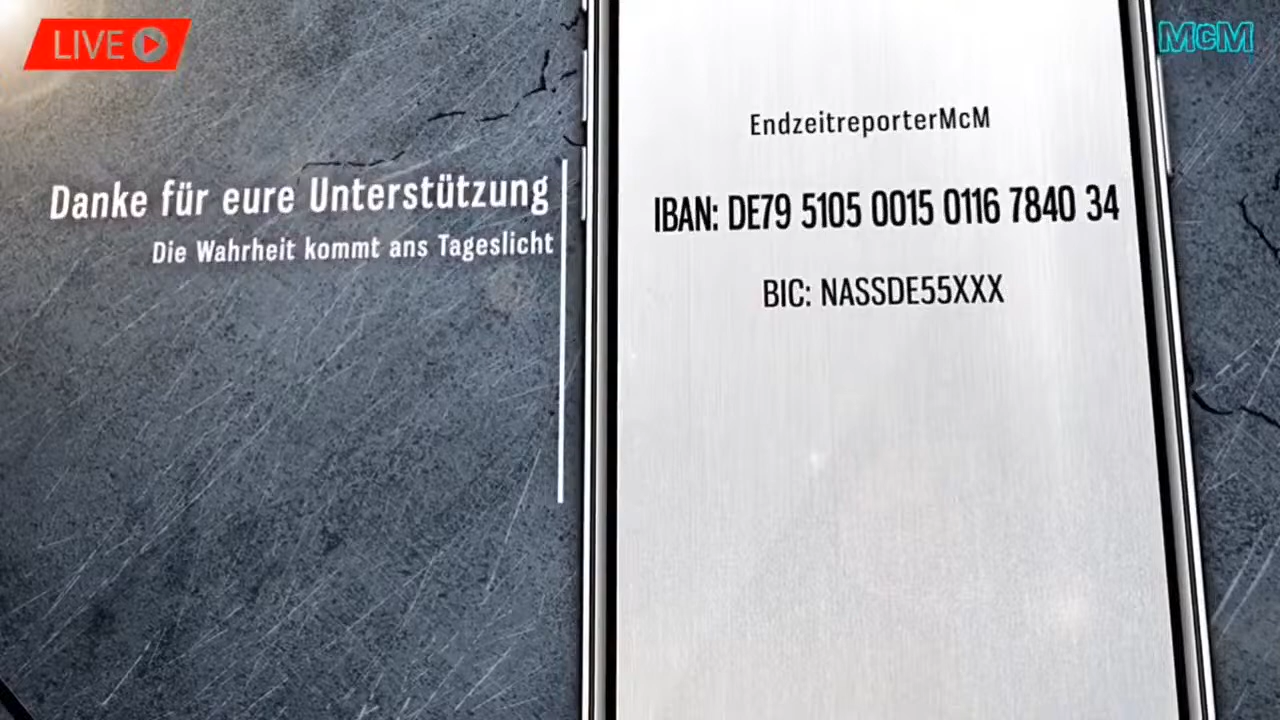 LIVE
McM
Danke für eure Unterstützung
Die Wahrheit kommt ans Tageslicht
EndzeitreporterMcM
IBAN: DE79 5105 0015 0116 7840 34
BIC: NASSDE55XXX